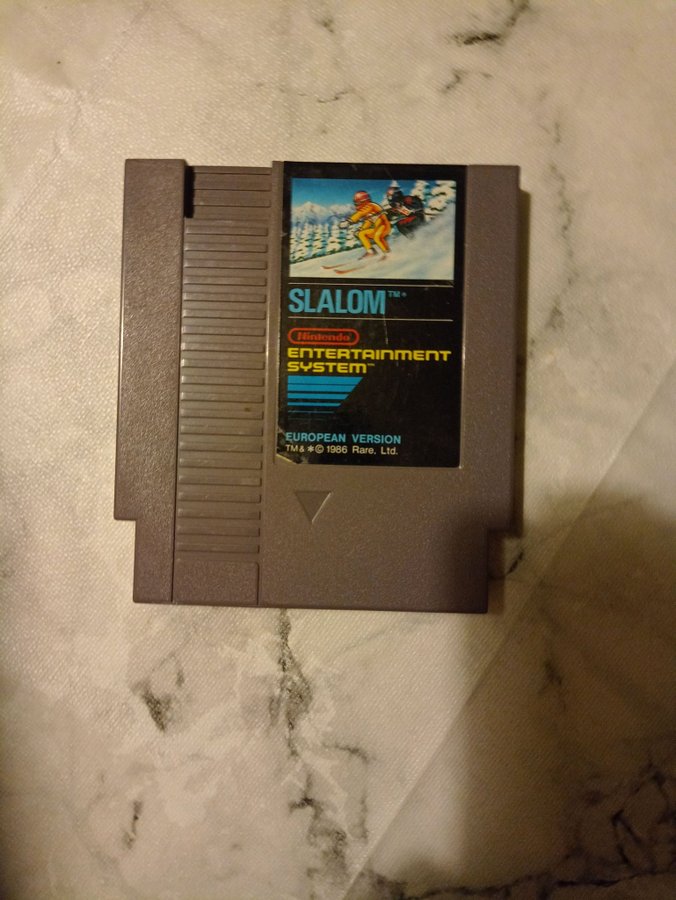 SLALOM™*
Nintendo
ENTERTAINMENT
SYSTEM™
EUROPEAN VERSION
TM & *© 1986 Rare, Ltd.